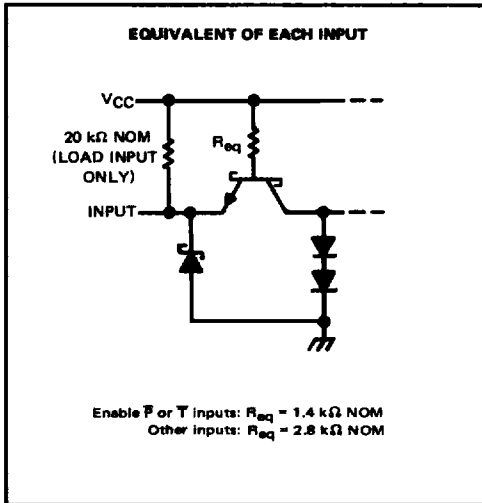 EQUIVALENT OF EACH INPUT
VCC
20 kΩ NOM
(LOAD INPUT
ONLY)
Req
INPUT
Enable P̅ or T̅ inputs: Req = 1.4 kΩ NOM
Other inputs: Req = 2.8 kΩ NOM